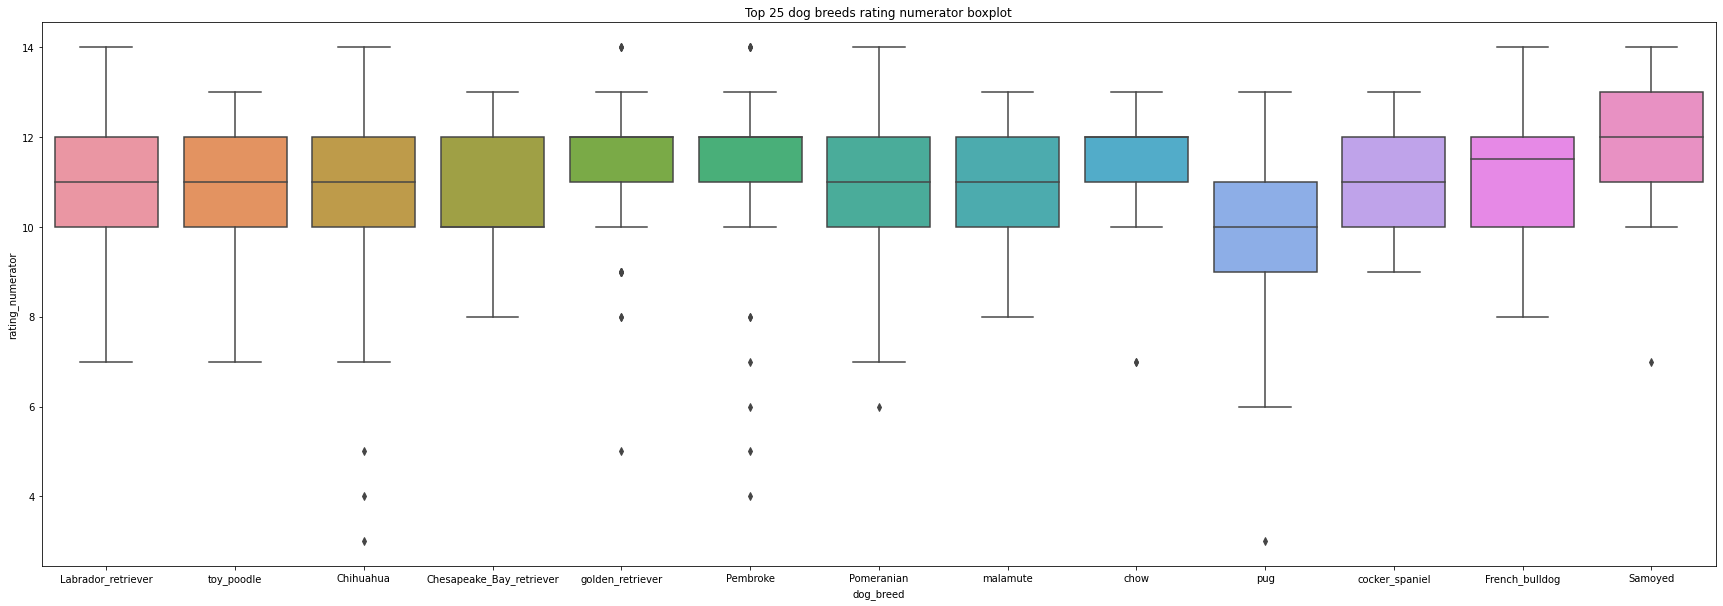 Top 25 dog breeds rating numerator boxplot
14
12
10
8
6
4
rating_numerator
Labrador_retriever toy_poodle Chihuahua Chesapeake_Bay_retriever golden_retriever Pembroke Pomeranian malamute chow pug cocker_spaniel French_bulldog Samoyed
dog_breed